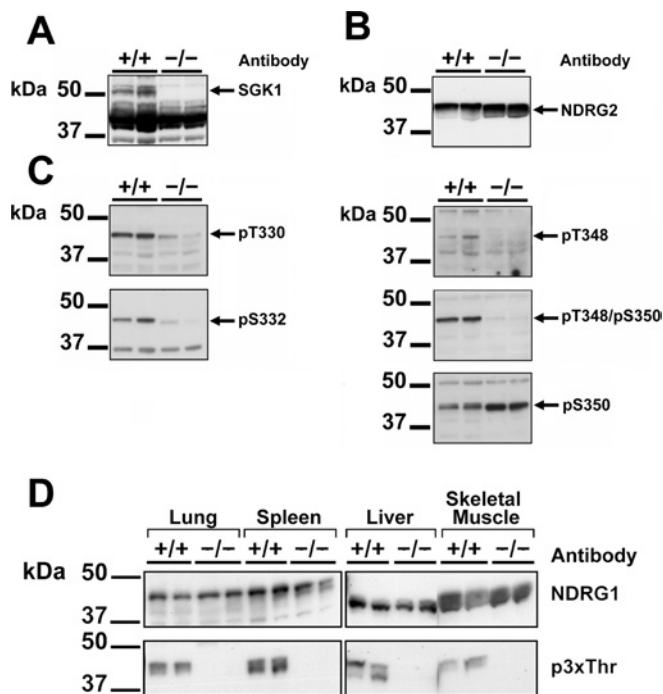 A
+/+ −/− Antibody
kDa
50
37
SGK1
B
+/+ −/− Antibody
kDa
50
37
NDRG2
C
+/+ −/−
kDa
50
37
pT330
50
37
pS332
+/+ −/−
kDa
50
37
pT348
50
37
pT348/pS350
50
37
pS350
D
Lung Spleen Liver Sketetal
Muscle
+/+ −/− +/+ −/− +/+ −/− +/+ −/− Antibody
kDa
50
37
NDRG1
50
37
p3xThr